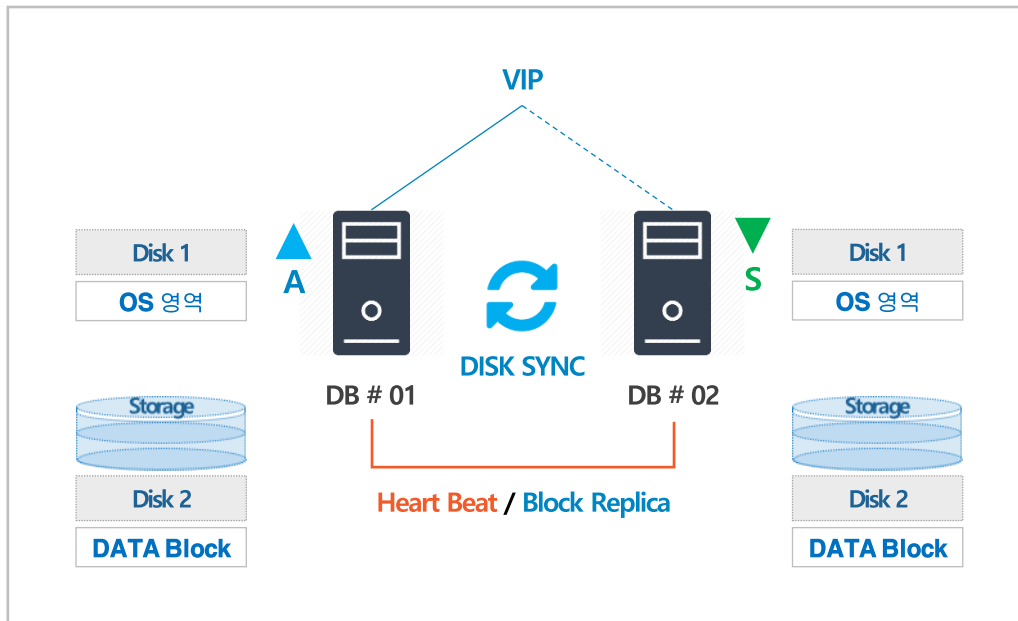 VIP
Disk 1
OS 영역
A
S
Disk 1
OS 영역
DISK SYNC
DB # 01
DB # 02
Storage
Disk 2
DATA Block
Storage
Disk 2
DATA Block
Heart Beat / Block Replica